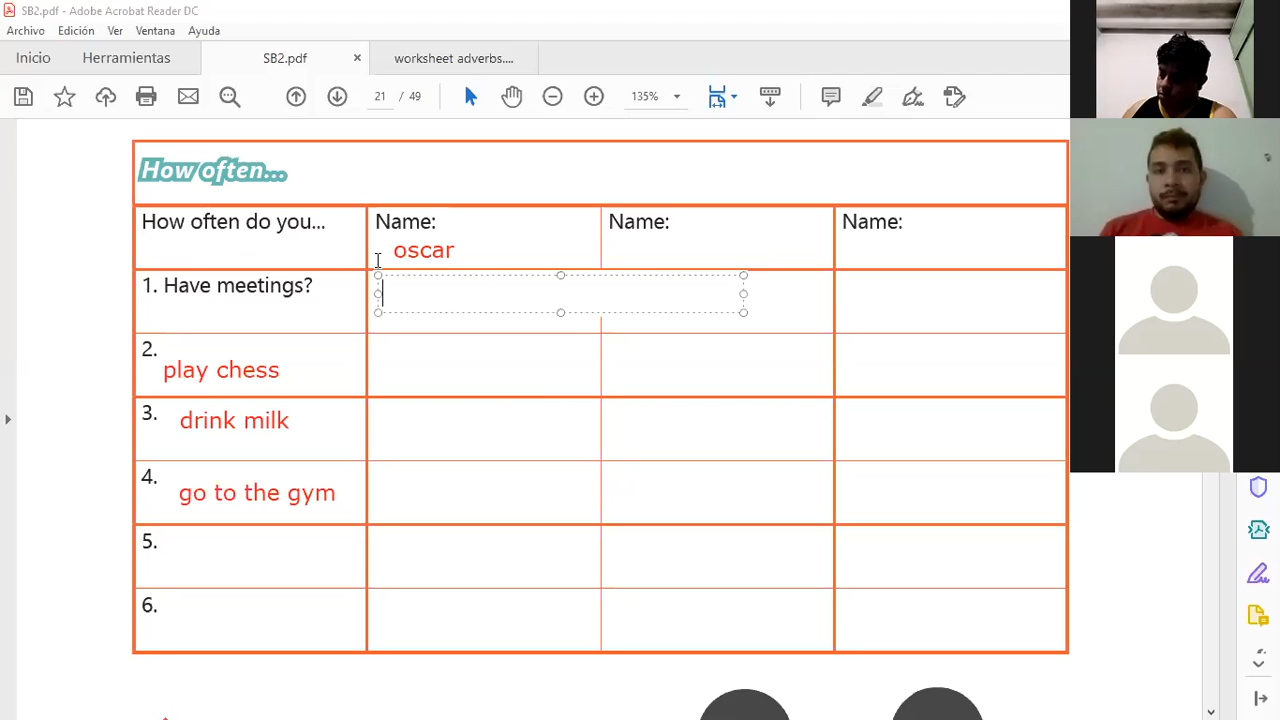 SB2.pdf - Adobe Acrobat Reader DC
Archivo Edición Ver Ventana Ayuda
Inicio Herramientas SB2.pdf × worksheet adverbs....
21 / 49 135%
How often...
How often do you... Name: Name: Name:
oscar
1. Have meetings?
2.
play chess
3.
drink milk
4.
go to the gym
5.
6.